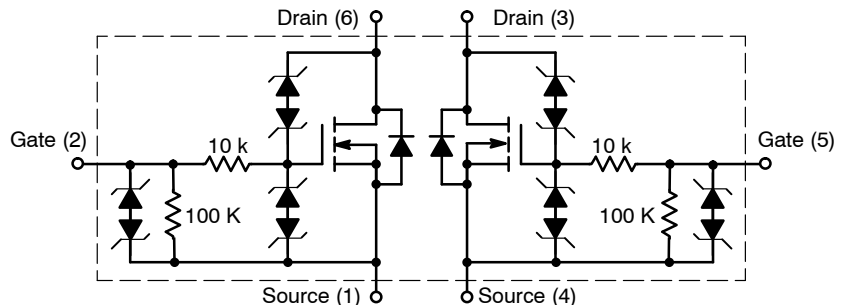 Drain (6)
Drain (3)
Gate (2)
10 k
10 k
Gate (5)
100 K
100 K
Source (1)
Source (4)